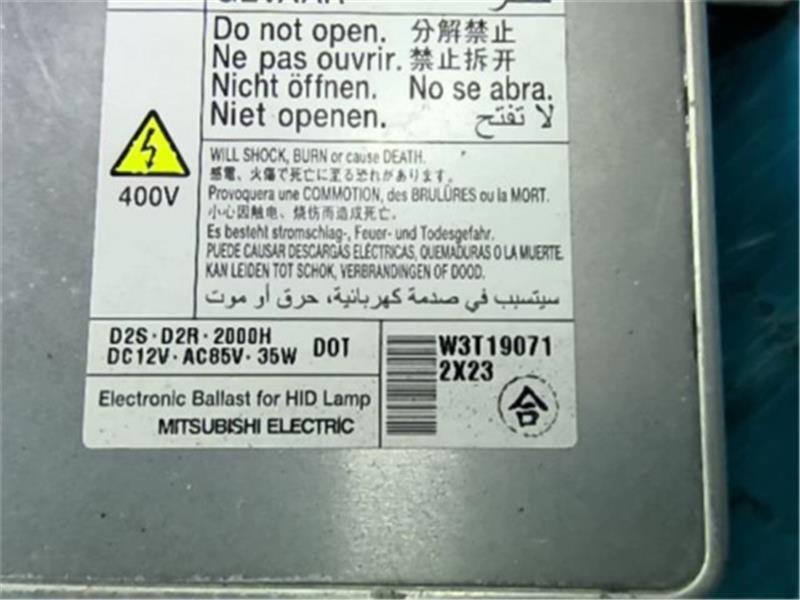 Do not open. 分解禁止
Ne pas ouvrir. 禁止拆开
Nicht öffnen. No se abra.
Niet openen. لا تفتح
400V
WILL SHOCK, BURN or cause DEATH.
感電、火傷で死亡に至る恐れがあります。
Provoquera une COMMOTION, des BRULÛRES ou la MORT.
小心因触电、烧伤而造成死亡。
Es besteht stromschlag-, Feuer- und Todesgefahr.
PUEDE CAUSAR DESCARGAS ELÉCTRICAS, QUEMADURAS O LA MUERTE.
KAN LEIDEN TOT SCHOK, VERBRANDINGEN OF DOOD.
سيتسبب في صدمة كهربائية، حرق أو موت
D2S·D2R·2000H
DC12V·AC85V·35W DOT
W3T19071
2X23
合
Electronic Ballast for HID Lamp
MITSUBISHI ELECTRIC